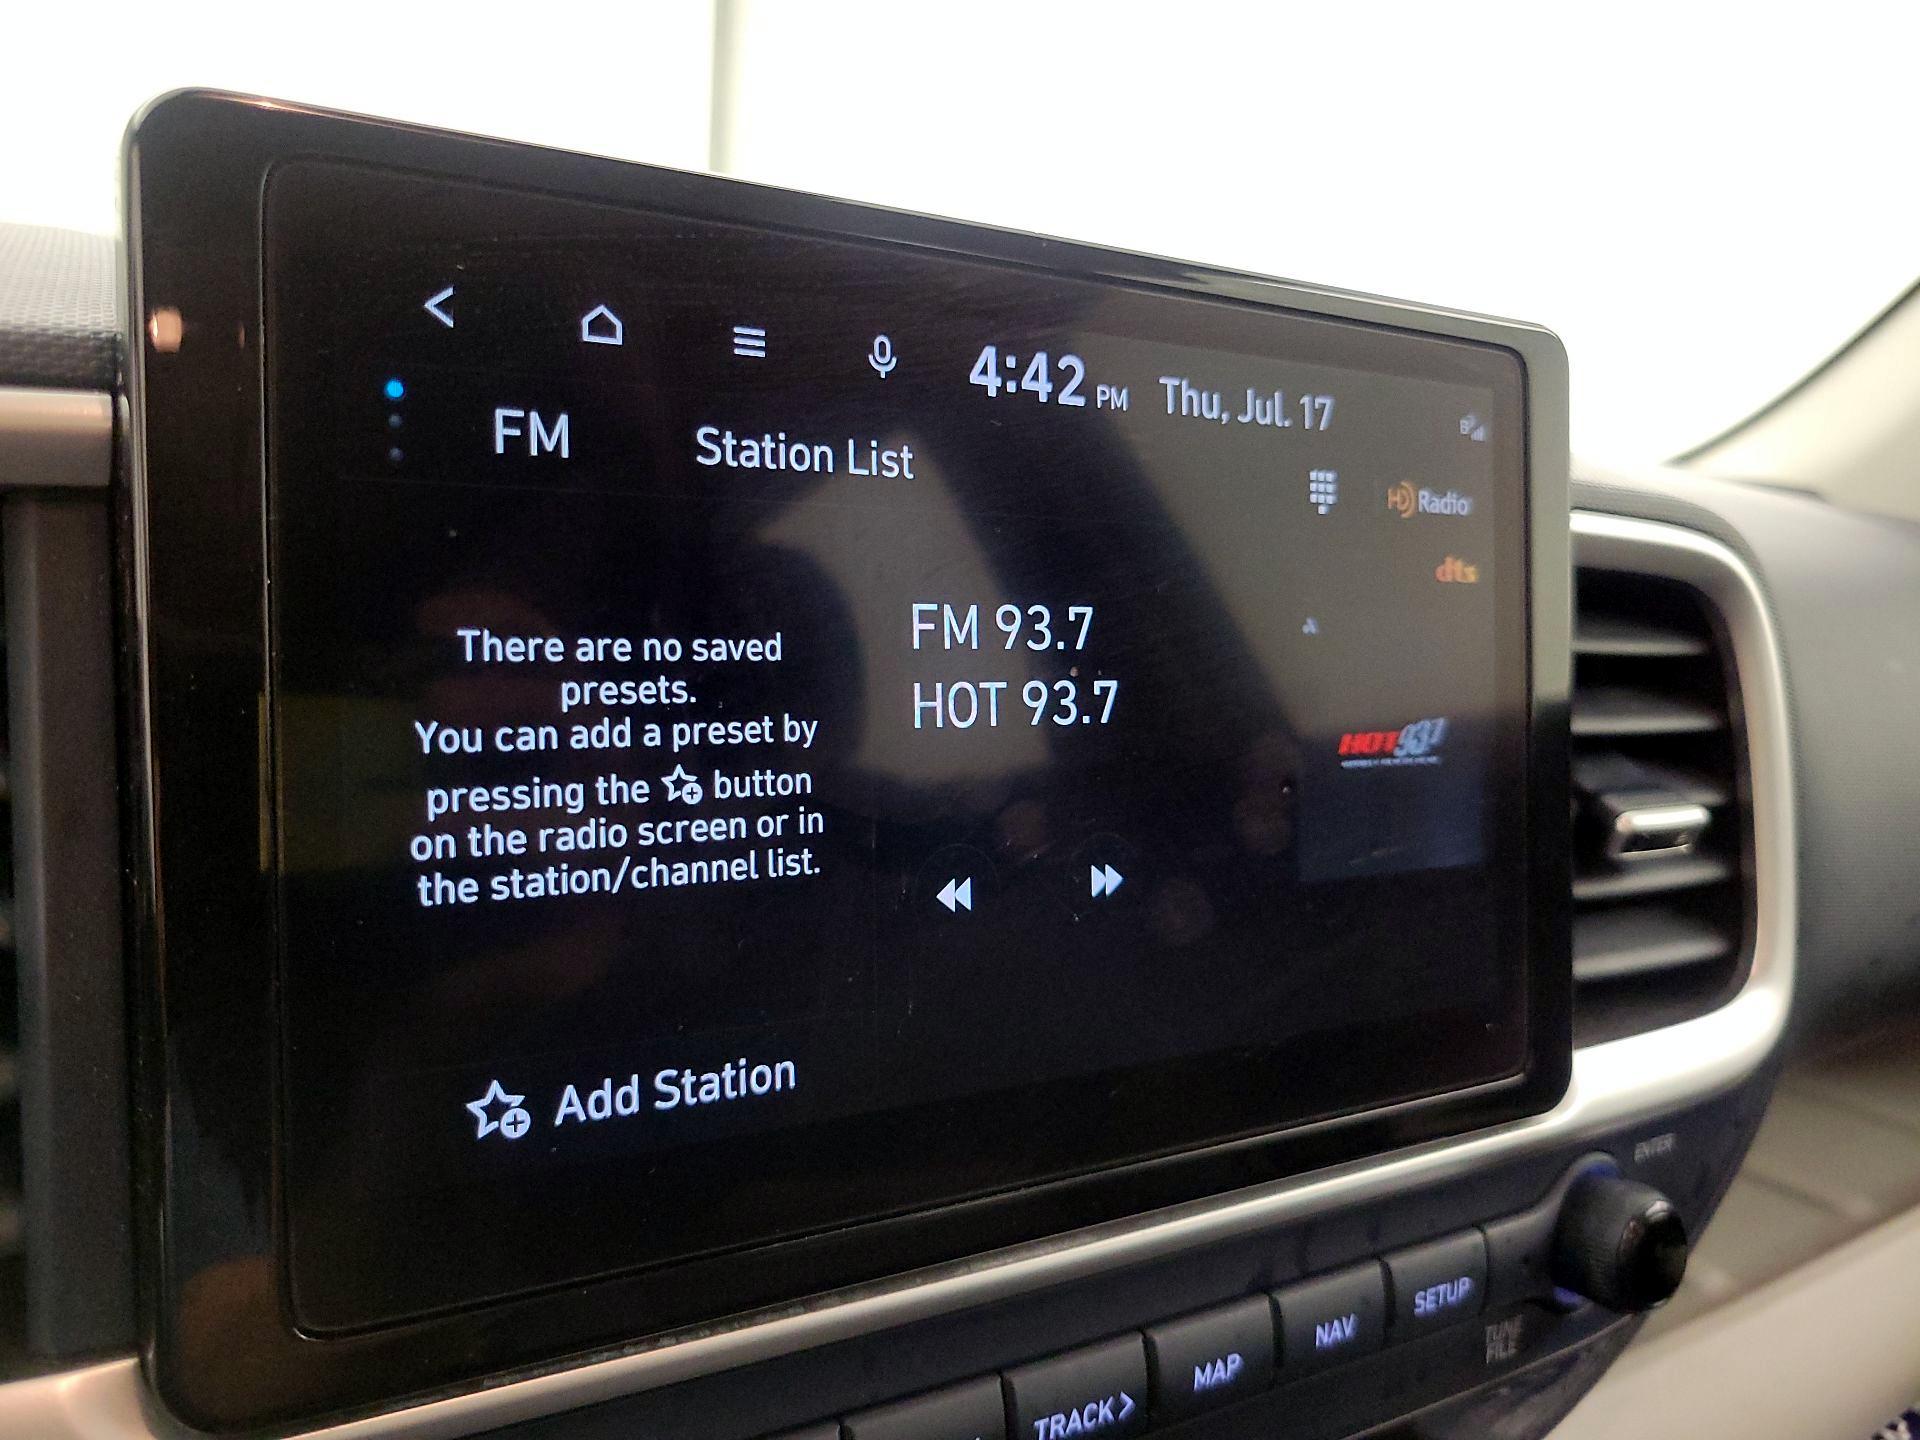 4:42 PM Thu, Jul. 17
FM Station List
HD Radio
dts
There are no saved
presets.
You can add a preset by
pressing the button
on the radio screen or in
the station/channel list.
FM 93.7
HOT 93.7
HOT 93.7
Add Station
ENTER
TUNE
FILE
SETUP
NAV
MAP
TRACK >